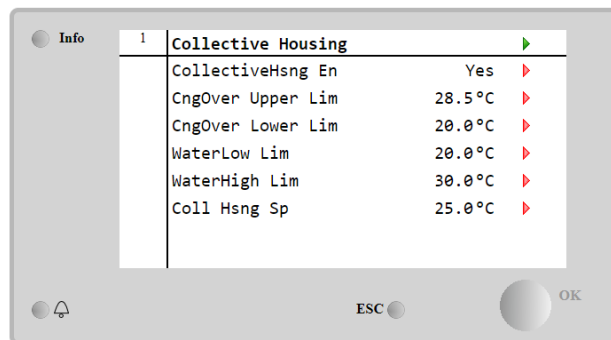 Info
1 Collective Housing
CollectiveHsng En Yes
CngOver Upper Lim 28.5°C
CngOver Lower Lim 20.0°C
WaterLow Lim 20.0°C
WaterHigh Lim 30.0°C
Coll Hsng Sp 25.0°C
ESC
OK